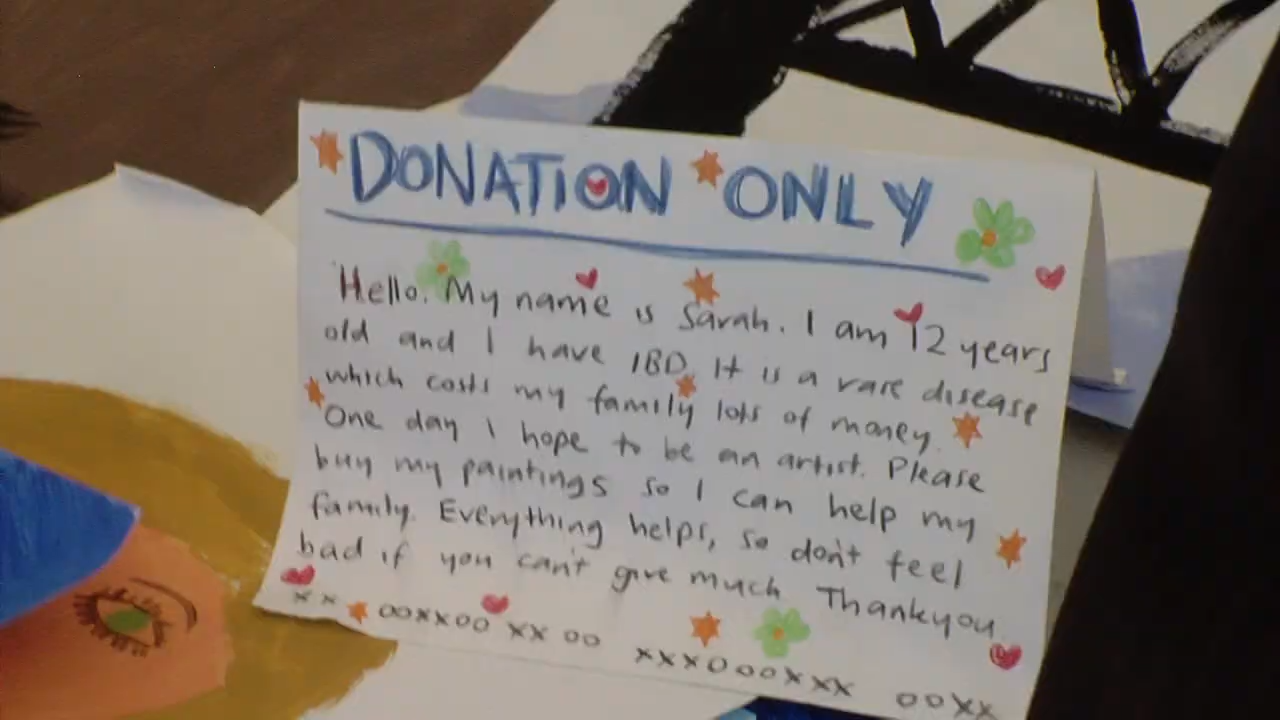 DONATION ONLY
Hello. My name is Sarah. I am 12 years
old and I have IBD. It is a rare disease
which costs my family lots of money.
One day I hope to be an artist. Please
buy my paintings so I can help my
family. Everything helps, so don't feel
bad if you can't give much. Thankyou
xx ooxxoo xx oo xxxoooxxx ooxx